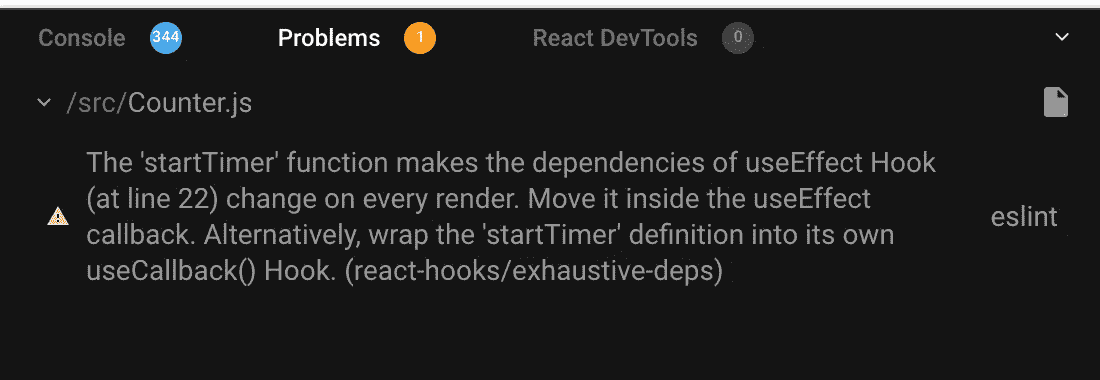 Console 344 Problems 1 React DevTools 0
/src/Counter.js
The 'startTimer' function makes the dependencies of useEffect Hook
(at line 22) change on every render. Move it inside the useEffect
callback. Alternatively, wrap the 'startTimer' definition into its own
useCallback() Hook. (react-hooks/exhaustive-deps)
eslint